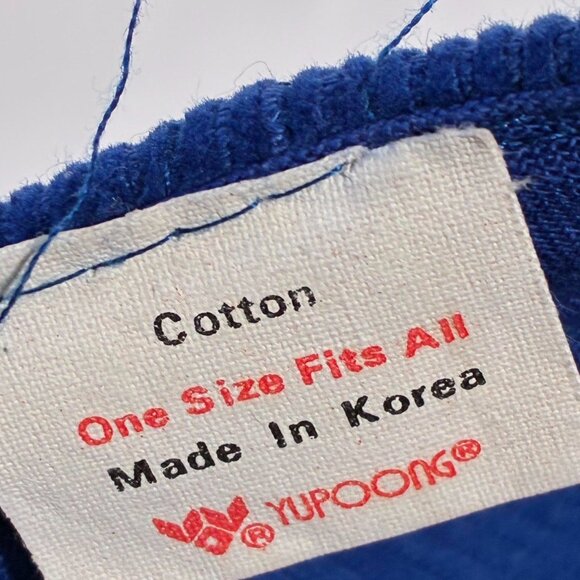 Cotton
One Size Fits All
Made In Korea
® YUPOONG®